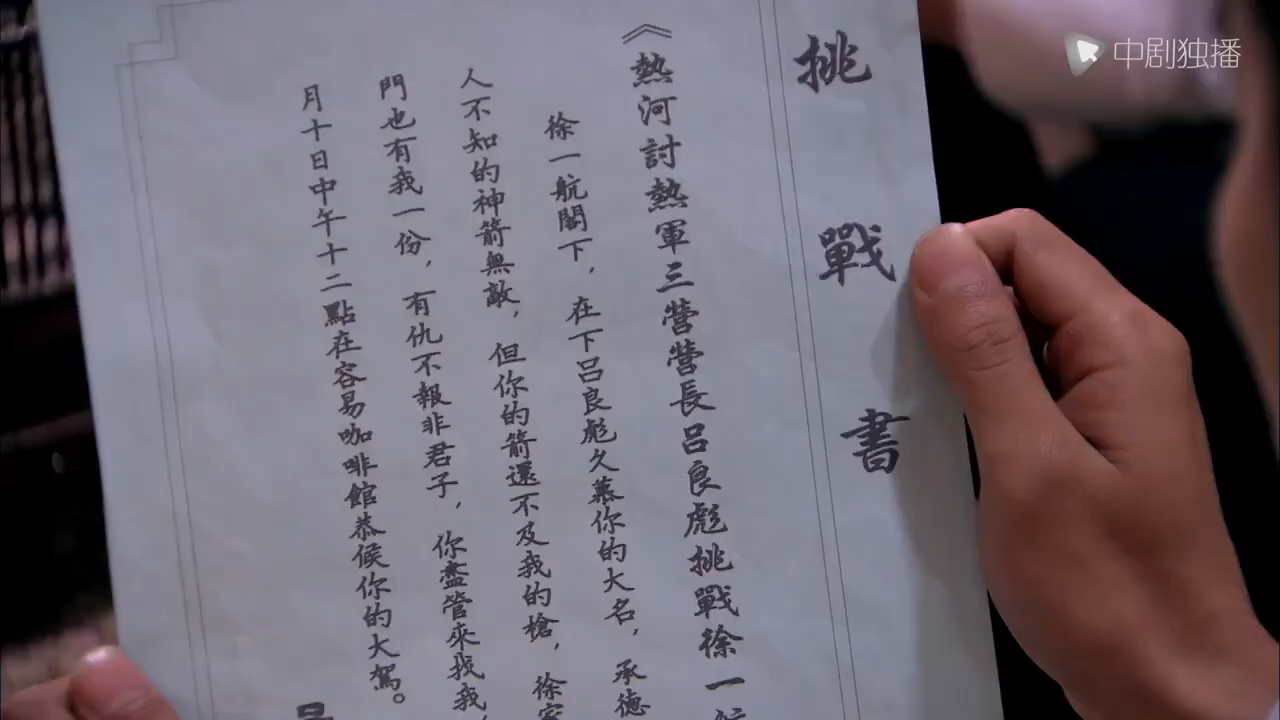 挑戰書
《熱河討熱軍三營營長呂良彪挑戰徐一
徐一航閣下，在下呂良彪久慕你的大名，承德
人不知的神箭無敵，但你的箭還不及我的槍，徐家
門也有我一份，有仇不報非君子，你盡管來找我，
月十日中午十二點在容易咖啡館恭候你的大駕。
中剧独播